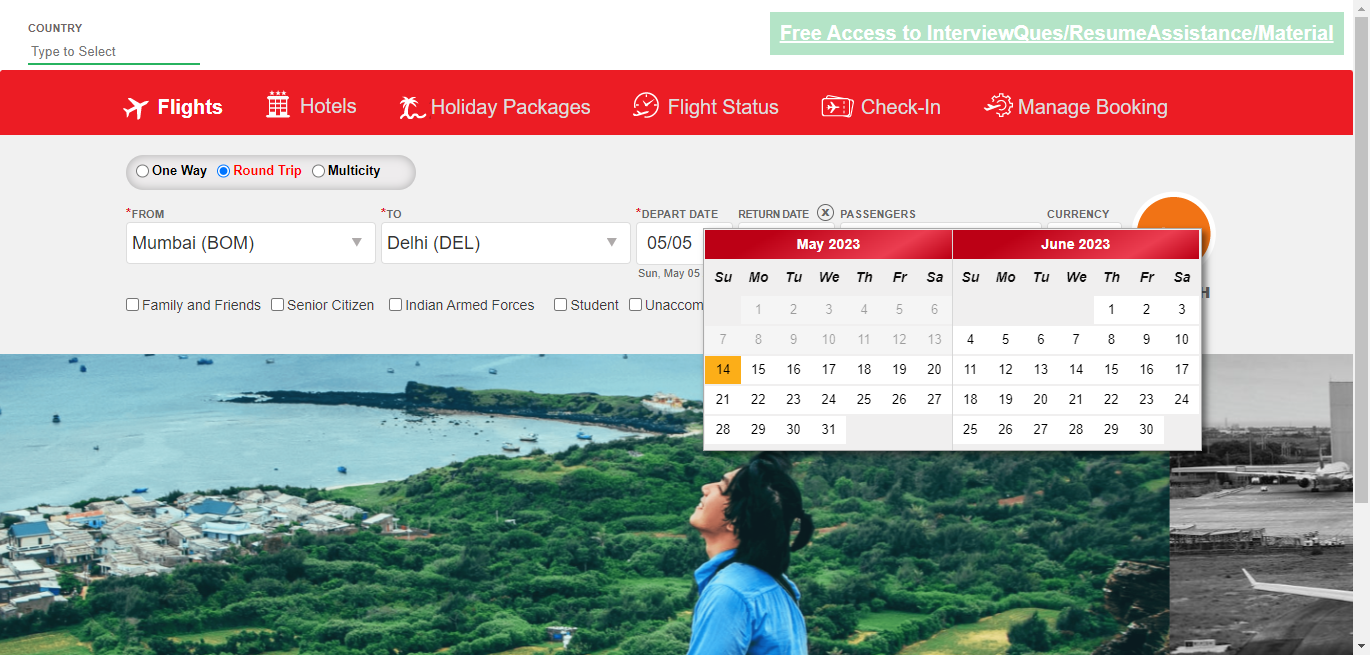 COUNTRY
Type to Select
Free Access to InterviewQues/ResumeAssistance/Material
Flights Hotels Holiday Packages Flight Status Check-In Manage Booking
One Way Round Trip Multicity
*FROM *TO *DEPART DATE RETURN DATE X PASSENGERS CURRENCY
Mumbai (BOM) Delhi (DEL) 05/05
Sun, May 05
May 2023 June 2023
Su Mo Tu We Th Fr Sa Su Mo Tu We Th Fr Sa
H
1 2 3 4 5 6 1 2 3
Family and Friends Senior Citizen Indian Armed Forces Student Unaccom
7 8 9 10 11 12 13 4 5 6 7 8 9 10
14 15 16 17 18 19 20 11 12 13 14 15 16 17
21 22 23 24 25 26 27 18 19 20 21 22 23 24
28 29 30 31 25 26 27 28 29 30